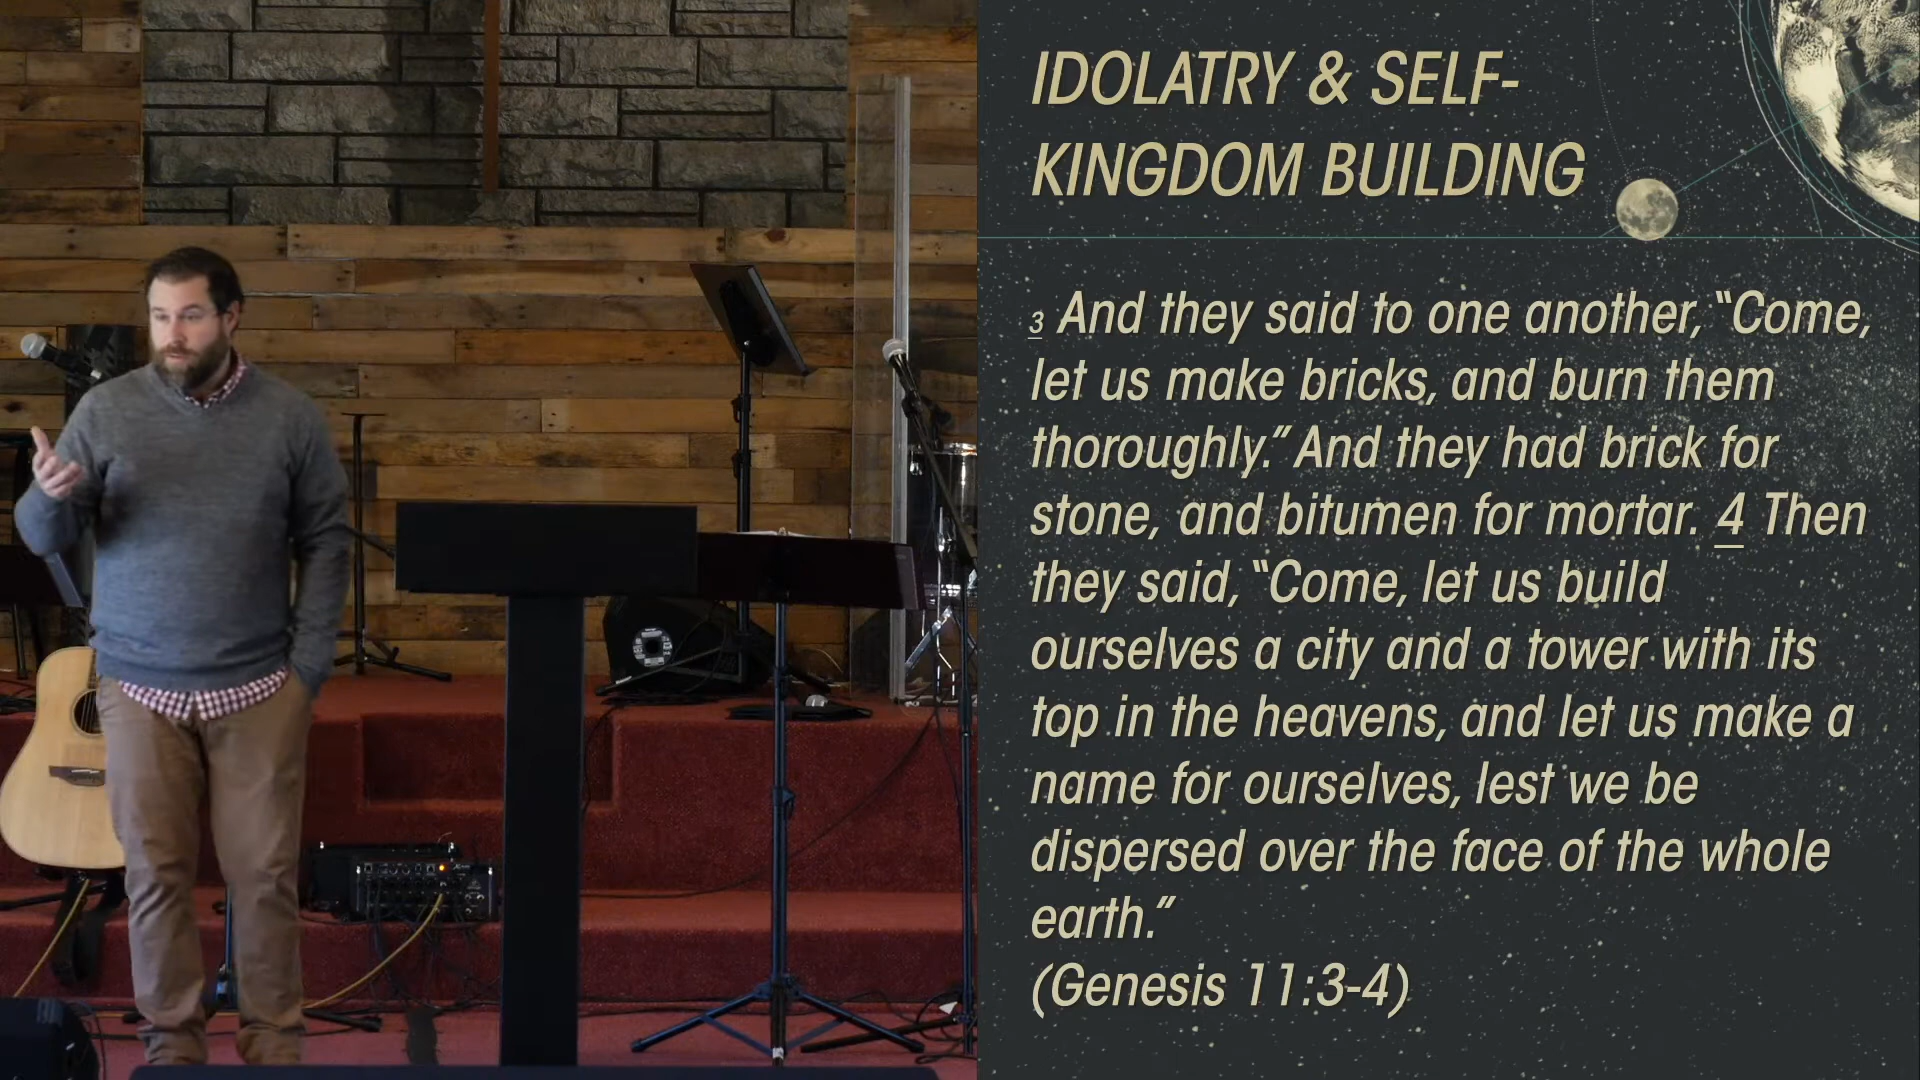 IDOLATRY & SELF-
KINGDOM BUILDING
3 And they said to one another, “Come,
let us make bricks, and burn them
thoroughly.” And they had brick for
stone, and bitumen for mortar. 4 Then
they said, “Come, let us build
ourselves a city and a tower with its
top in the heavens, and let us make a
name for ourselves, lest we be
dispersed over the face of the whole
earth.”
(Genesis 11:3-4)